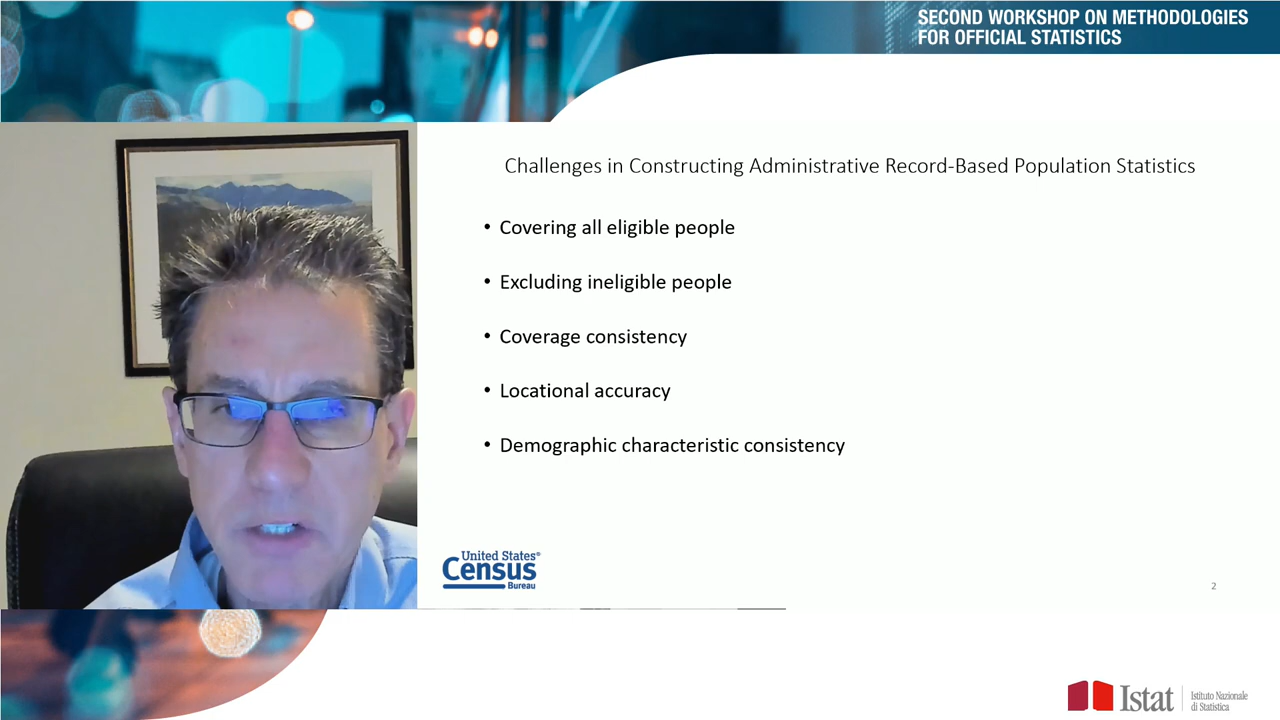 SECOND WORKSHOP ON METHODOLOGIES
FOR OFFICIAL STATISTICS
Challenges in Constructing Administrative Record-Based Population Statistics
• Covering all eligible people
• Excluding ineligible people
• Coverage consistency
• Locational accuracy
• Demographic characteristic consistency
United States®
Census
Bureau
2
Istat
Istituto Nazionale
di Statistica